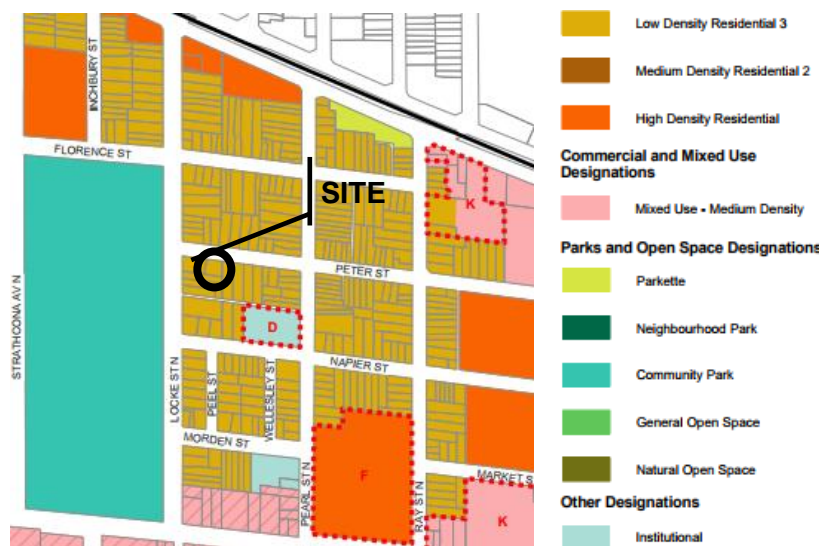 INCHBURY ST
FLORENCE ST
SITE
K
PETER ST
STRATHCONA AV N
D
NAPIER ST
LOCKE ST N
PEEL ST
WELLESLEY ST
MORDEN ST
PEARL ST N
F
RAY ST N
MARKET S
K
Low Density Residential 3
Medium Density Residential 2
High Density Residential
Commercial and Mixed Use
Designations
Mixed Use - Medium Density
Parks and Open Space Designations
Parkette
Neighbourhood Park
Community Park
General Open Space
Natural Open Space
Other Designations
Institutional